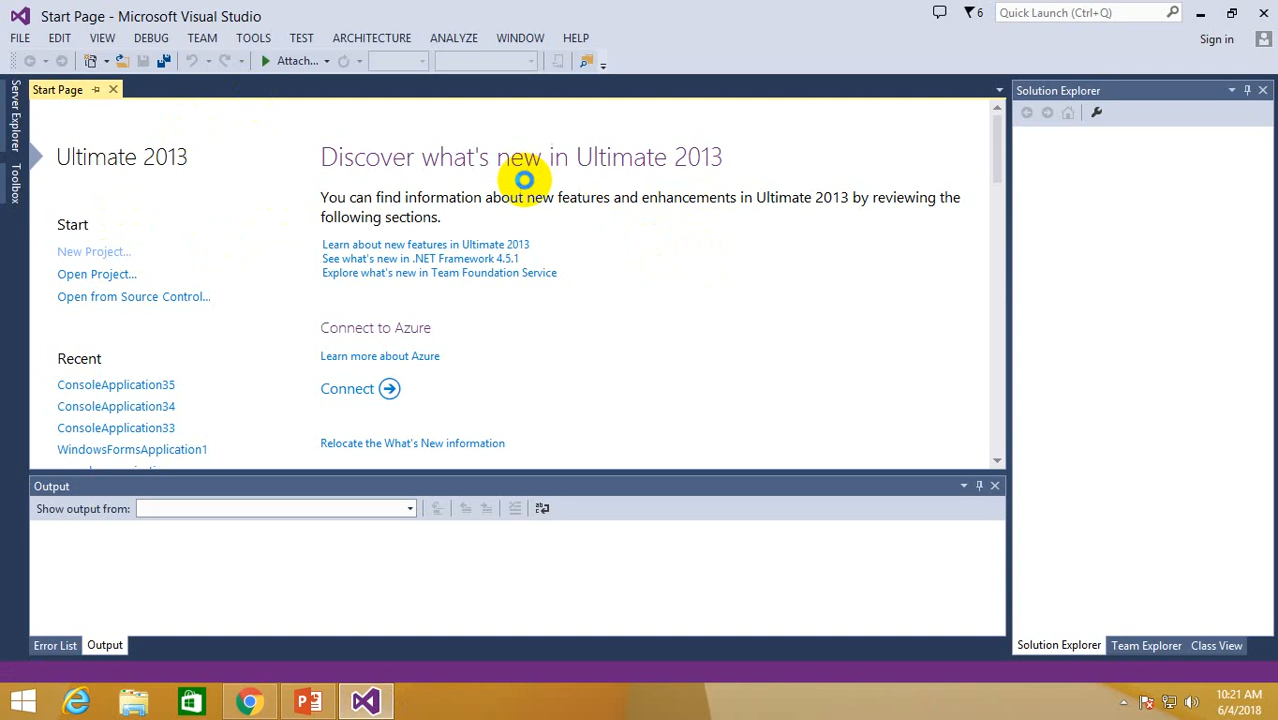 Start Page - Microsoft Visual Studio
6
Quick Launch (Ctrl+Q)
FILE EDIT VIEW DEBUG TEAM TOOLS TEST ARCHITECTURE ANALYZE WINDOW HELP
Sign in
Attach...
Server Explorer
Toolbox
Start Page
Ultimate 2013
Start
New Project...
Open Project...
Open from Source Control...
Recent
ConsoleApplication35
ConsoleApplication34
ConsoleApplication33
WindowsFormsApplication1
Discover what's new in Ultimate 2013
You can find information about new features and enhancements in Ultimate 2013 by reviewing the
following sections.
Learn about new features in Ultimate 2013
See what's new in .NET Framework 4.5.1
Explore what's new in Team Foundation Service
Connect to Azure
Learn more about Azure
Connect
Relocate the What's New information
Solution Explorer
Output
Show output from:
Error List Output
Solution Explorer Team Explorer Class View
10:21 AM
6/4/2018